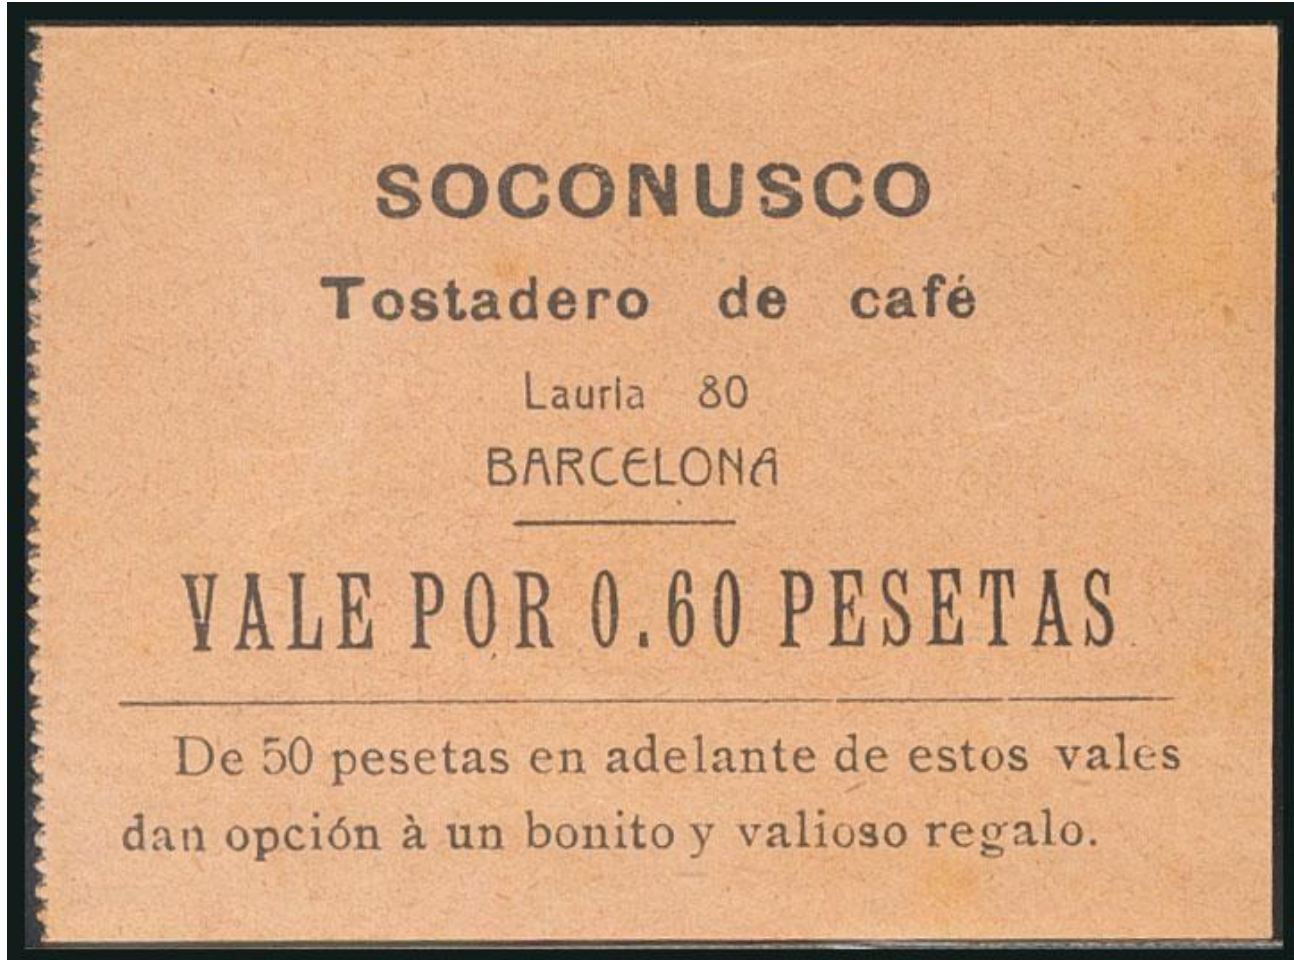 SOCONUSCO
Tostadero de café
Lauria 80
BARCELONA
VALE POR 0.60 PESETAS
De 50 pesetas en adelante de estos vales
dan opción à un bonito y valioso regalo.